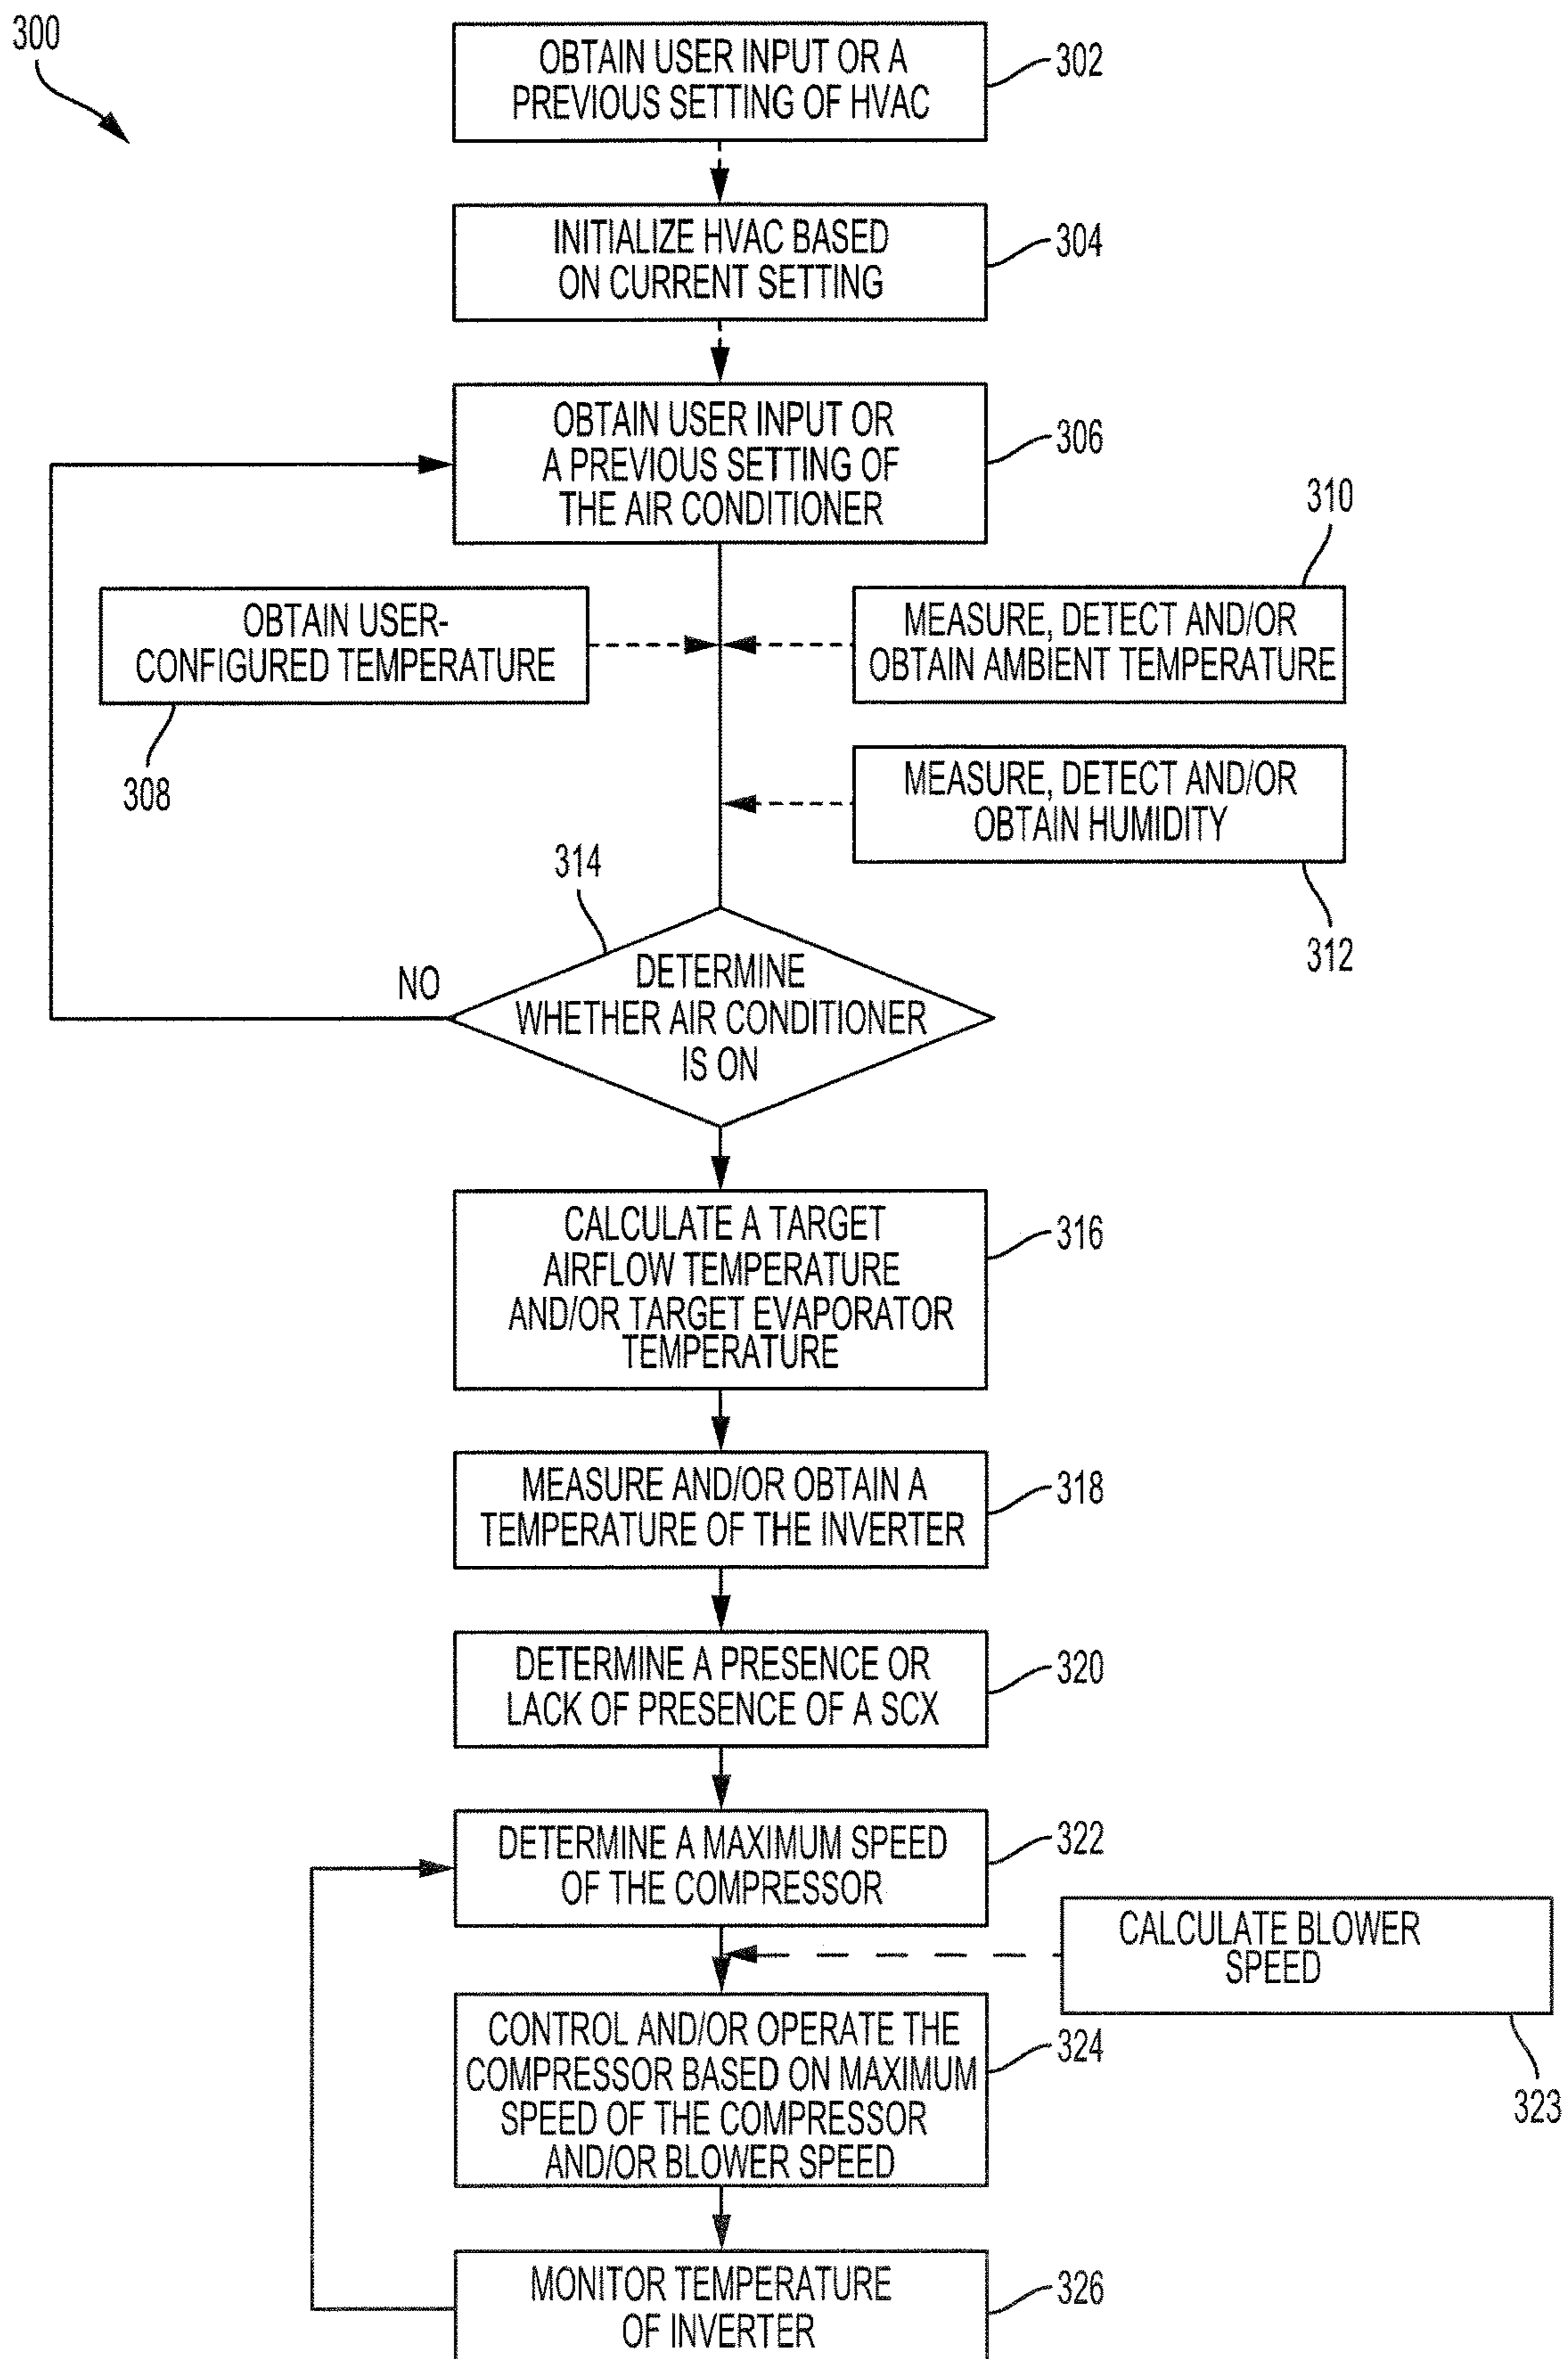 300
OBTAIN USER INPUT OR A
PREVIOUS SETTING OF HVAC
302
INITIALIZE HVAC BASED
ON CURRENT SETTING
304
OBTAIN USER INPUT OR
A PREVIOUS SETTING OF
THE AIR CONDITIONER
306
310
OBTAIN USER-
CONFIGURED TEMPERATURE
308
MEASURE, DETECT AND/OR
OBTAIN AMBIENT TEMPERATURE
MEASURE, DETECT AND/OR
OBTAIN HUMIDITY
312
314
NO
DETERMINE
WHETHER AIR CONDITIONER
IS ON
CALCULATE A TARGET
AIRFLOW TEMPERATURE
AND/OR TARGET EVAPORATOR
TEMPERATURE
316
MEASURE AND/OR OBTAIN A
TEMPERATURE OF THE INVERTER
318
DETERMINE A PRESENCE OR
LACK OF PRESENCE OF A SCX
320
DETERMINE A MAXIMUM SPEED
OF THE COMPRESSOR
322
CALCULATE BLOWER
SPEED
323
CONTROL AND/OR OPERATE THE
COMPRESSOR BASED ON MAXIMUM
SPEED OF THE COMPRESSOR
AND/OR BLOWER SPEED
324
MONITOR TEMPERATURE
OF INVERTER
326